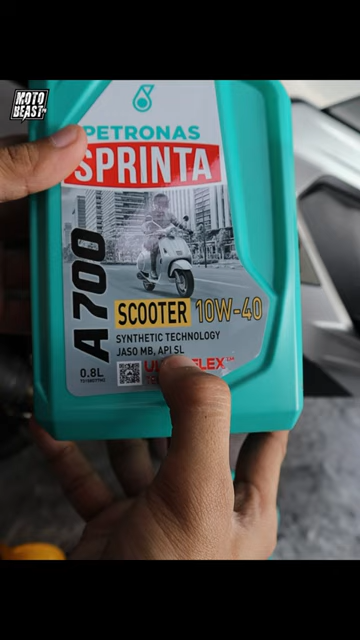 MOTO
BEAST
PETRONAS
SPRINTA
A700
SCOOTER 10W-40
SYNTHETIC TECHNOLOGY
JASO MB, API SL
0.8L